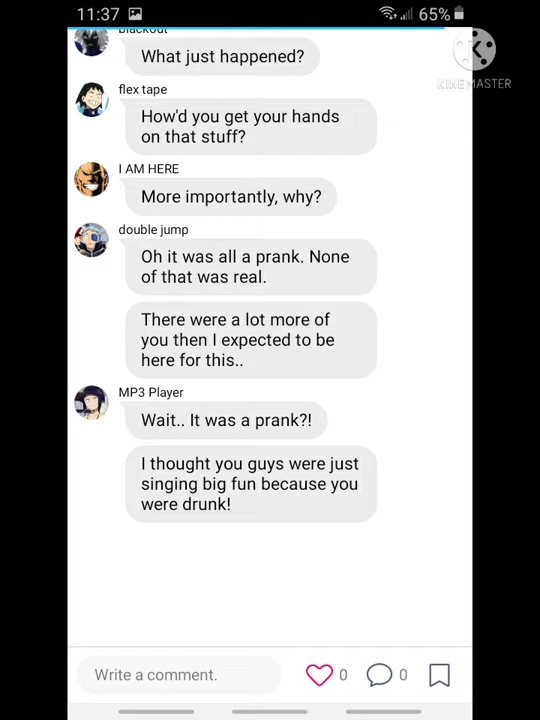 11:37
65%
KINEMASTER
blackout
What just happened?
flex tape
How'd you get your hands
on that stuff?
I AM HERE
More importantly, why?
double jump
Oh it was all a prank. None
of that was real.
There were a lot more of
you then I expected to be
here for this..
MP3 Player
Wait.. It was a prank?!
I thought you guys were just
singing big fun because you
were drunk!
Write a comment.
0
0